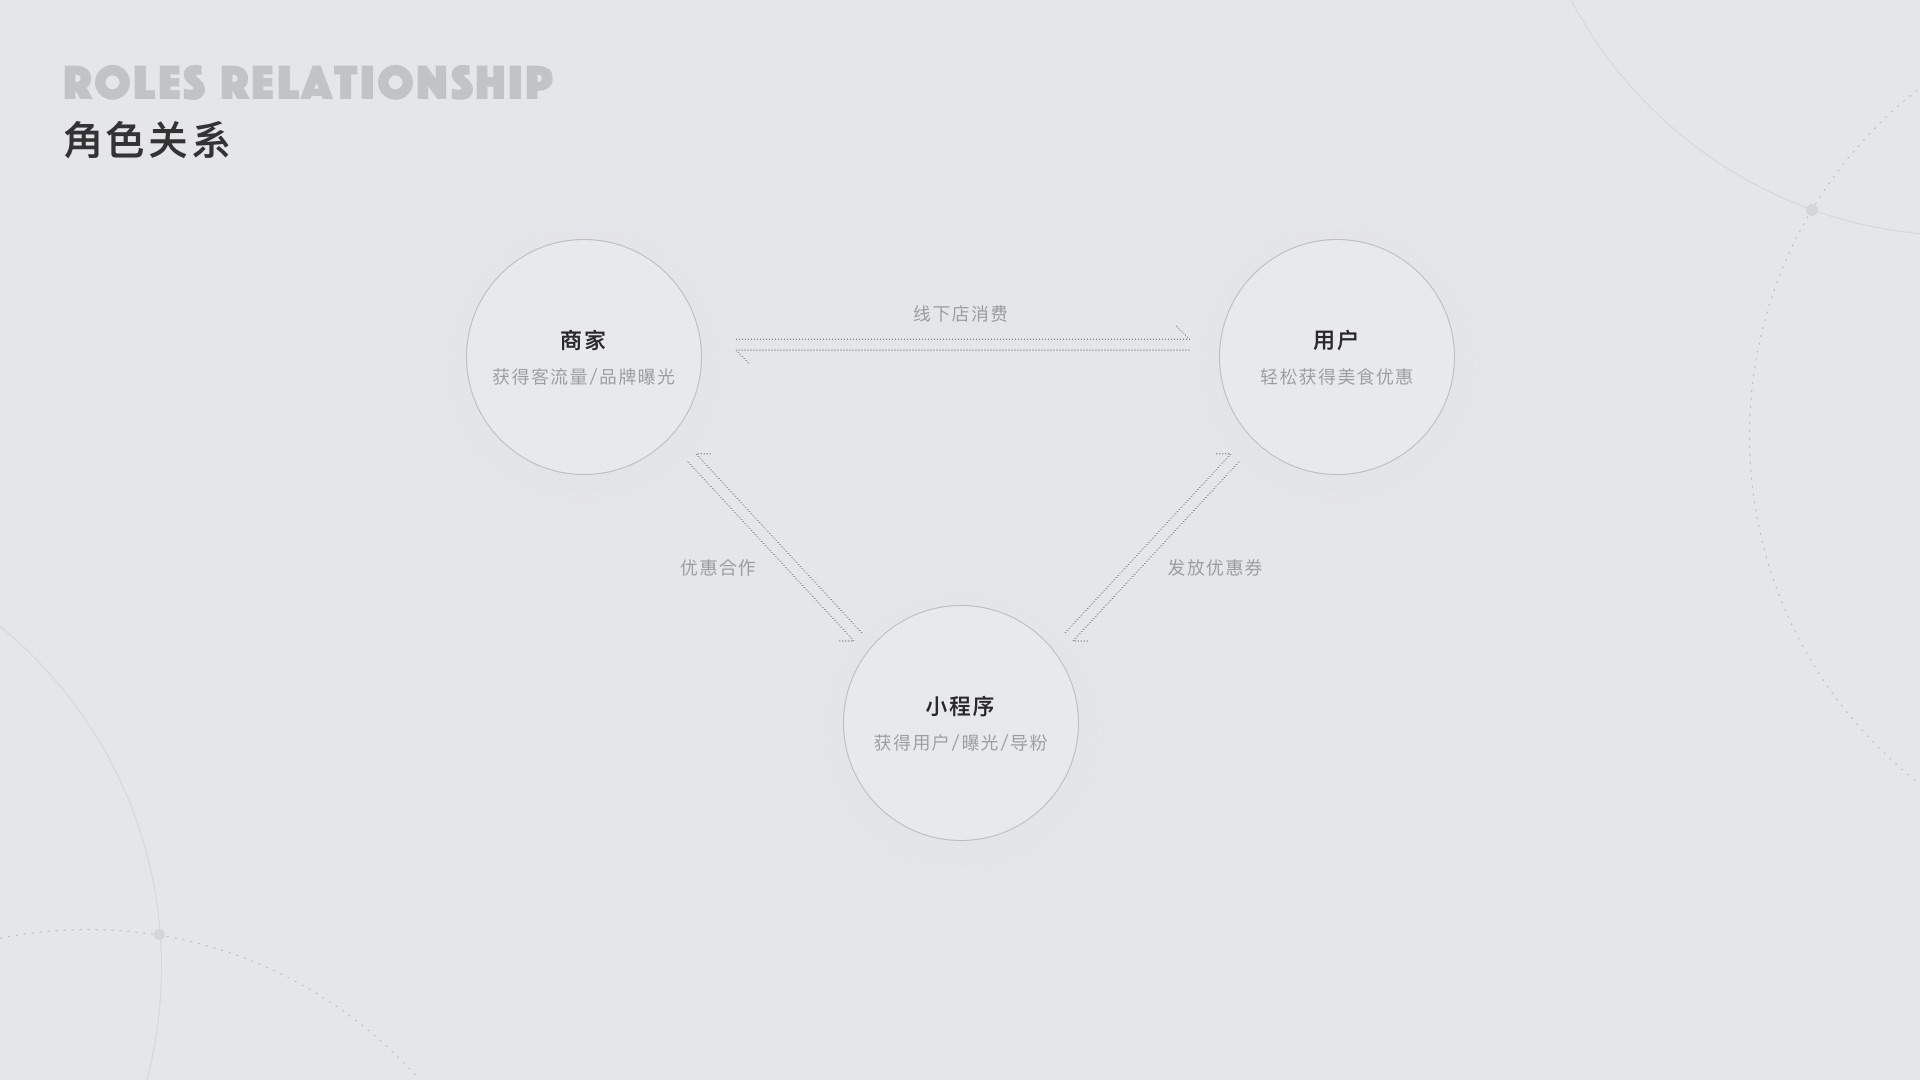 ROLES RELATIONSHIP
角色关系
线下店消费
商家
获得客流量/品牌曝光
用户
轻松获得美食优惠
优惠合作
发放优惠券
小程序
获得用户/曝光/导粉